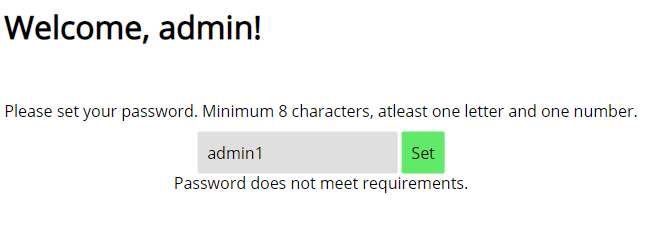 Welcome, admin!
Please set your password. Minimum 8 characters, atleast one letter and one number.
admin1 Set
Password does not meet requirements.